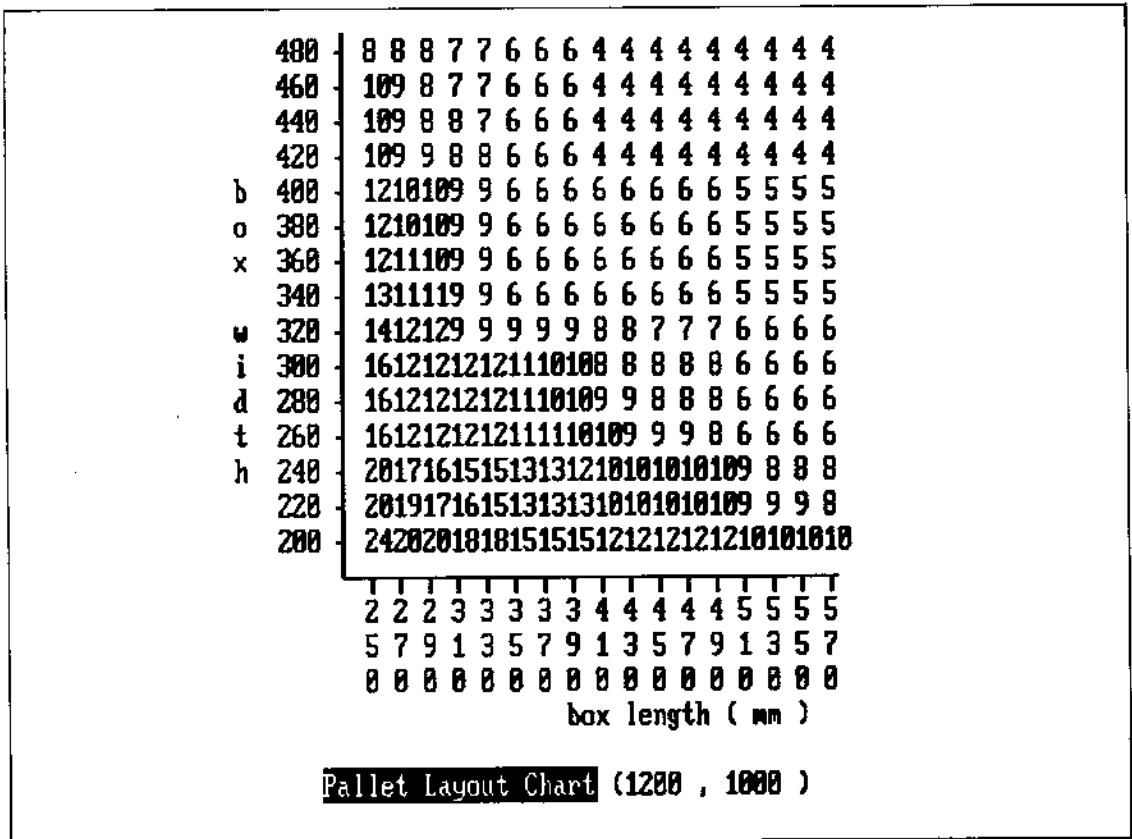 480 8 8 8 7 7 6 6 6 4 4 4 4 4 4 4 4 4
460 109 8 7 7 6 6 6 4 4 4 4 4 4 4 4 4
440 109 8 8 7 6 6 6 4 4 4 4 4 4 4 4 4
420 109 9 8 8 6 6 6 4 4 4 4 4 4 4 4 4
b 400 1210109 9 6 6 6 6 6 6 6 6 5 5 5 5
o 380 1210109 9 6 6 6 6 6 6 6 6 5 5 5 5
x 360 1211109 9 6 6 6 6 6 6 6 6 5 5 5 5
340 1311119 9 6 6 6 6 6 6 6 6 5 5 5 5
w 320 1412129 9 9 9 9 8 8 7 7 7 6 6 6 6
i 300 16121212121110108 8 8 8 8 6 6 6 6
d 280 16121212121110109 9 8 8 8 6 6 6 6
t 260 1612121212111110109 9 9 8 6 6 6 6
h 240 201716151513131210101010109 8 8 8
220 201917161513131310101010109 9 9 8
200 2420201818151515121212121210101010
2 2 2 3 3 3 3 3 4 4 4 4 4 5 5 5 5
5 7 9 1 3 5 7 9 1 3 5 7 9 1 3 5 7
0 0 0 0 0 0 0 0 0 0 0 0 0 0 0 0 0
box length ( mm )
Pallet Layout Chart (1200 , 1000 )